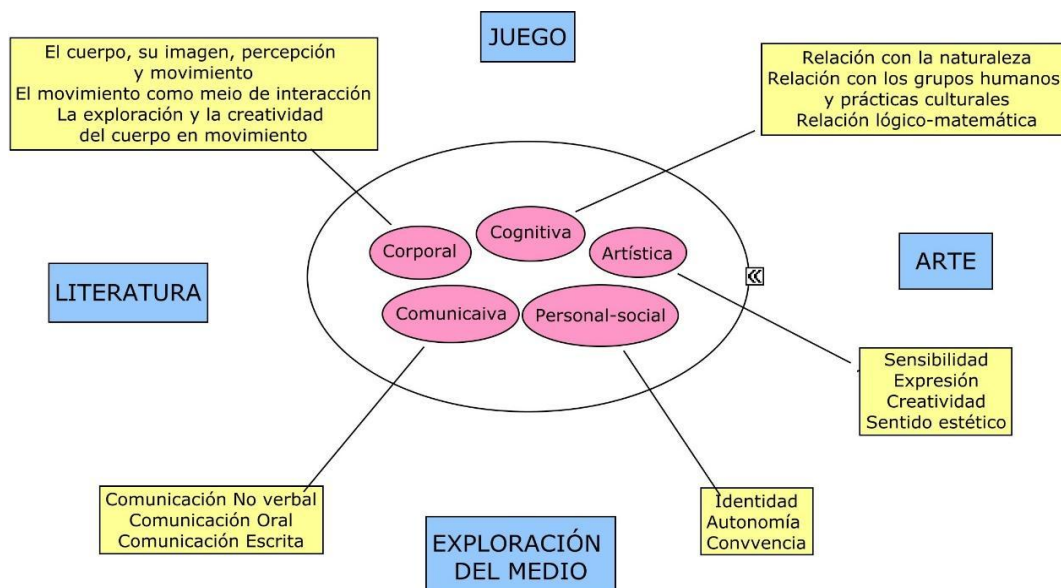 JUEGO
El cuerpo, su imagen, percepción
y movimiento
El movimiento como meio de interacción
La exploración y la creatividad
del cuerpo en movimiento
Relación con la naturaleza
Relación con los grupos humanos
y prácticas culturales
Relación lógico-matemática
Cognitiva
Corporal
Artística
LITERATURA
ARTE
Comunicaiva
Personal-social
Sensibilidad
Expresión
Creatividad
Sentido estético
Comunicación No verbal
Comunicación Oral
Comunicación Escrita
Identidad
Autonomía
Convvencia
EXPLORACIÓN
DEL MEDIO